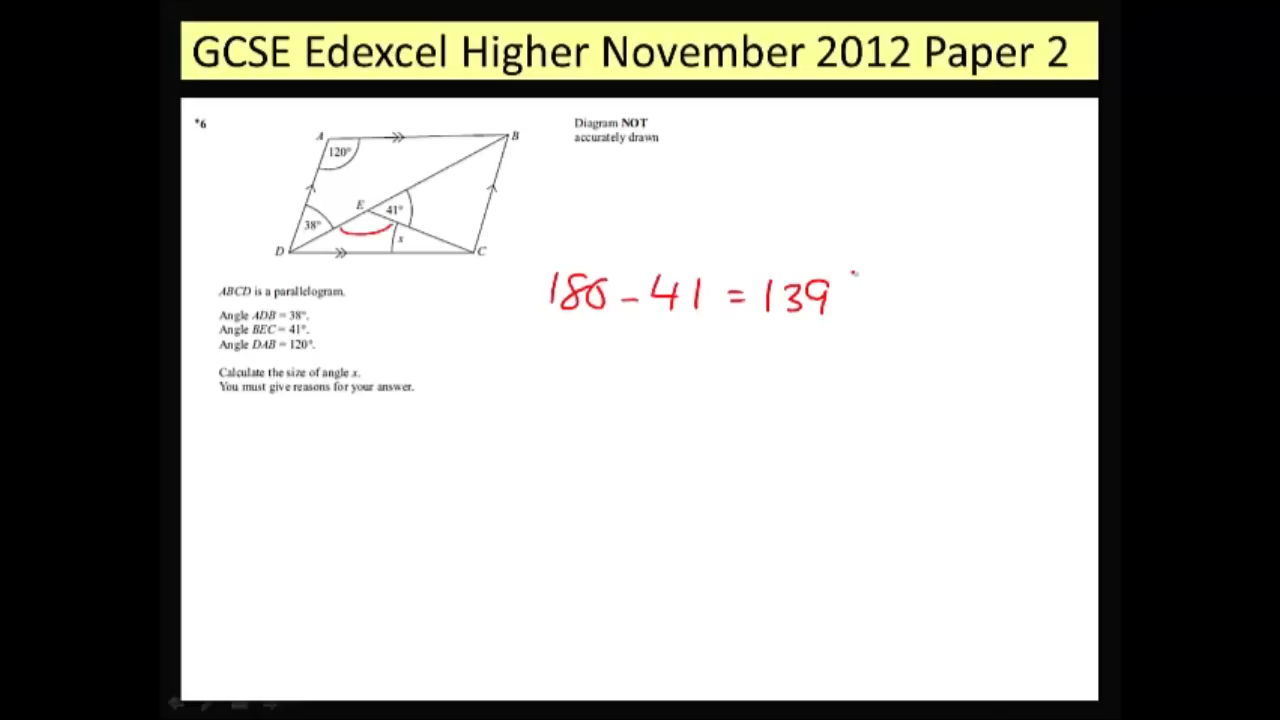 GCSE Edexcel Higher November 2012 Paper 2
*6
Diagram NOT
accurately drawn
A
B
120°
E
41°
38°
x
D
C
ABCD is a parallelogram.
180 - 41 = 139
Angle ADB = 38°.
Angle BEC = 41°.
Angle DAB = 120°.
Calculate the size of angle x.
You must give reasons for your answer.